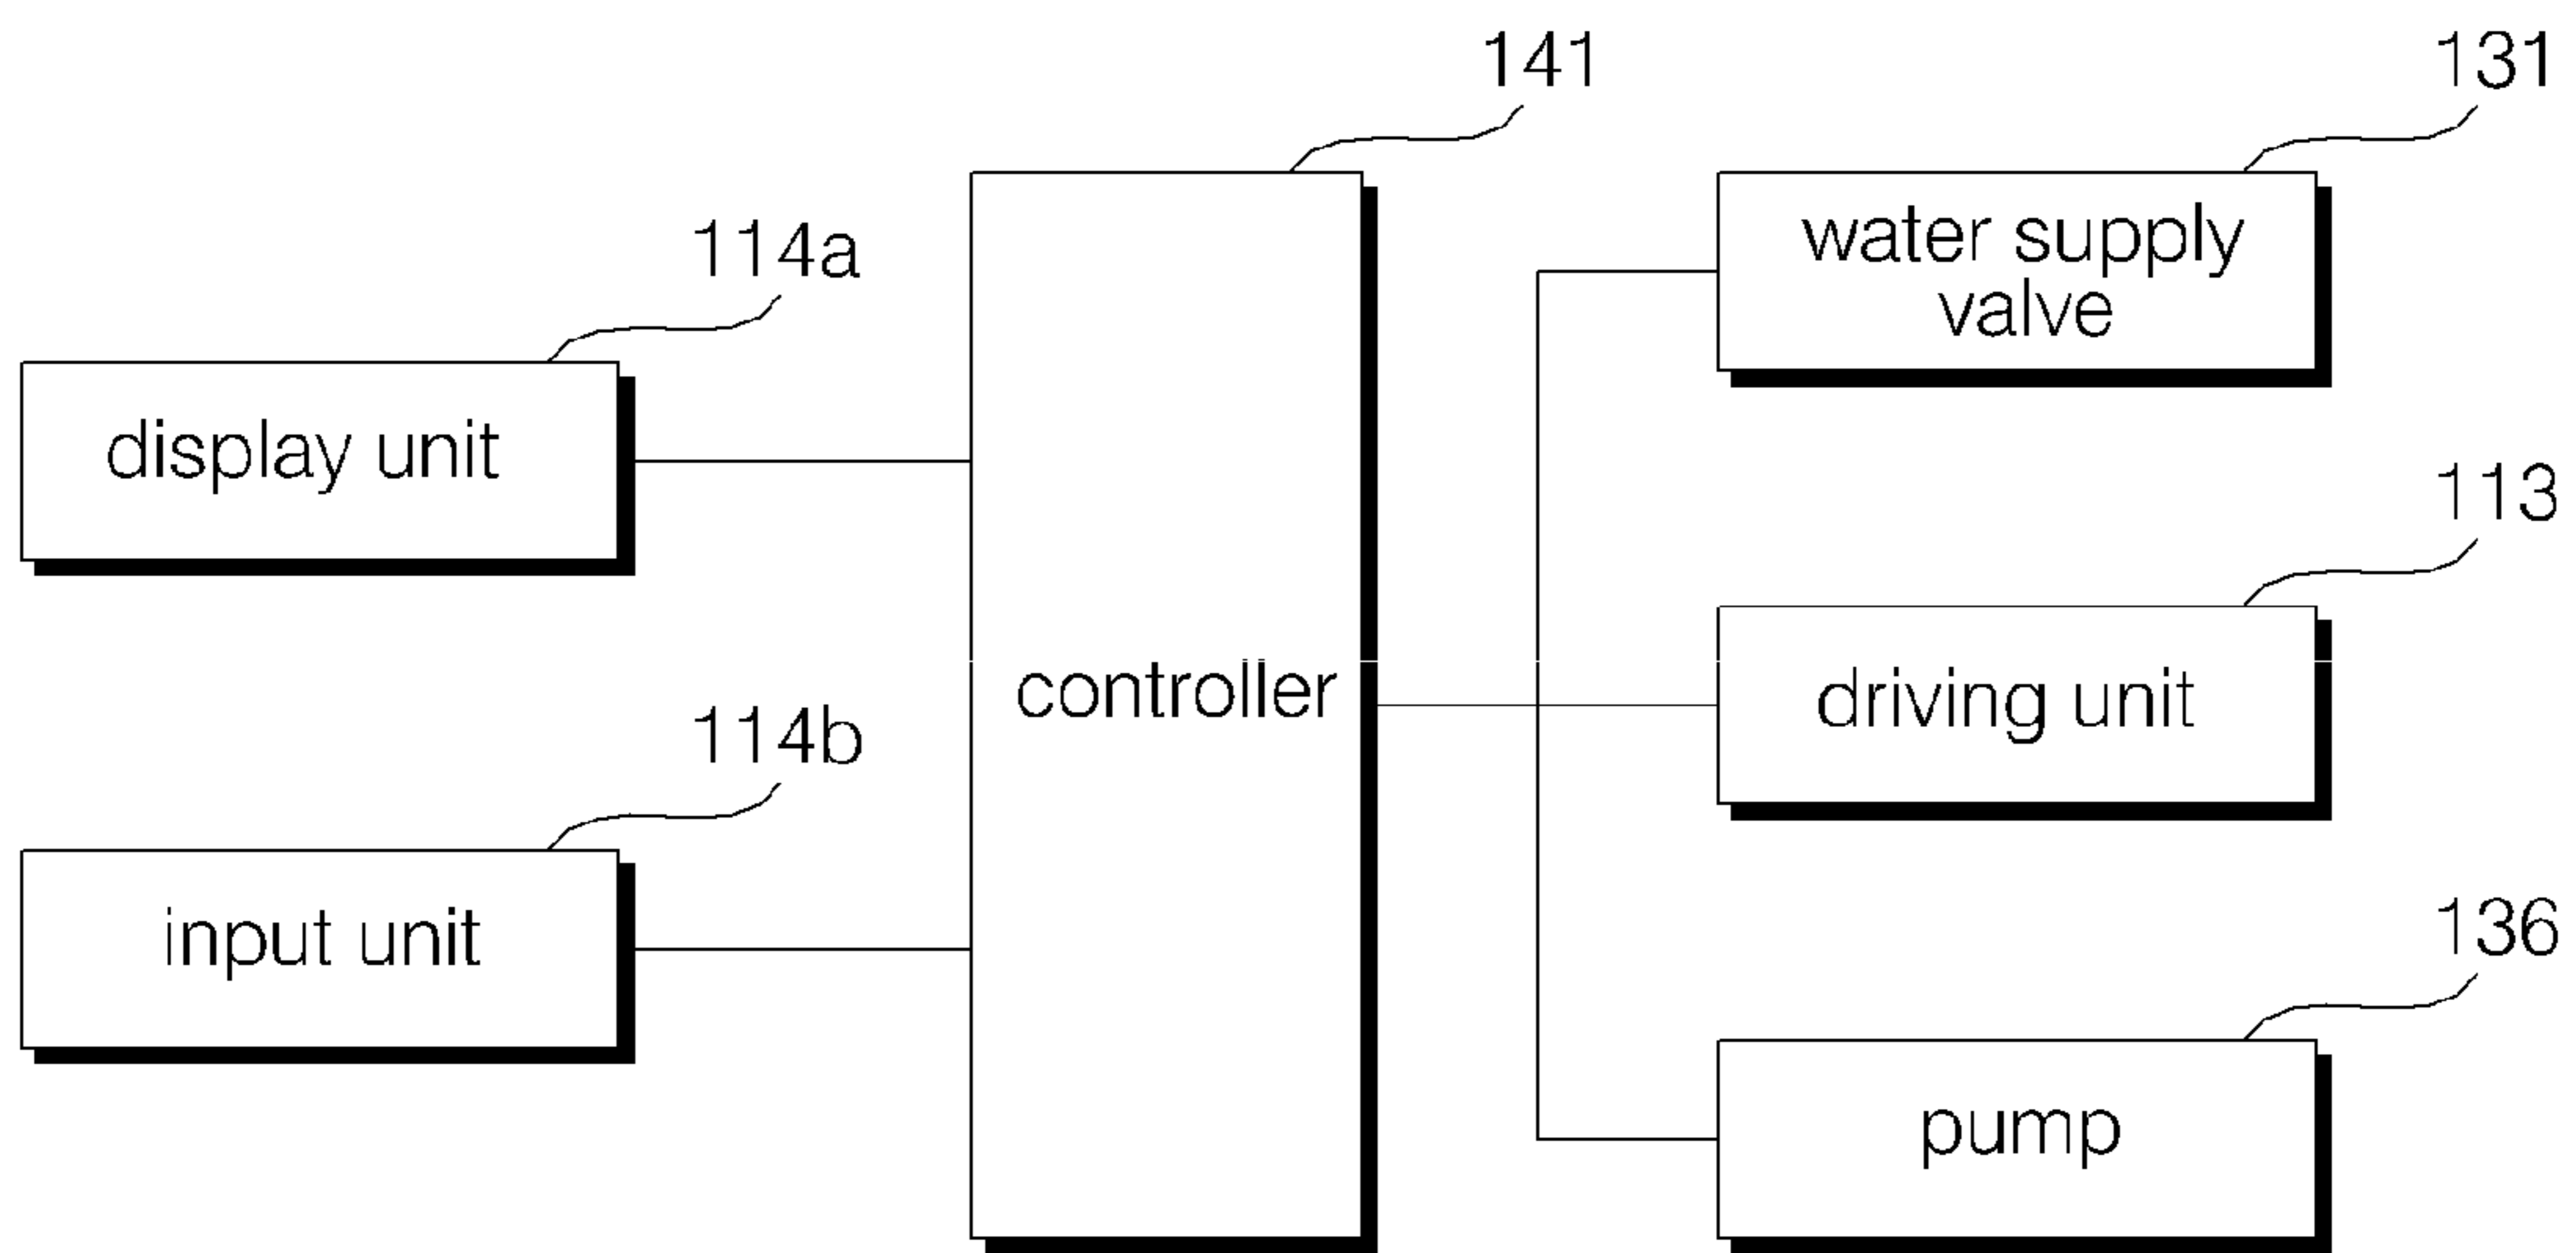 141
131
114a
water supply
valve
display unit
113
controller
driving unit
114b
input unit
136
pump